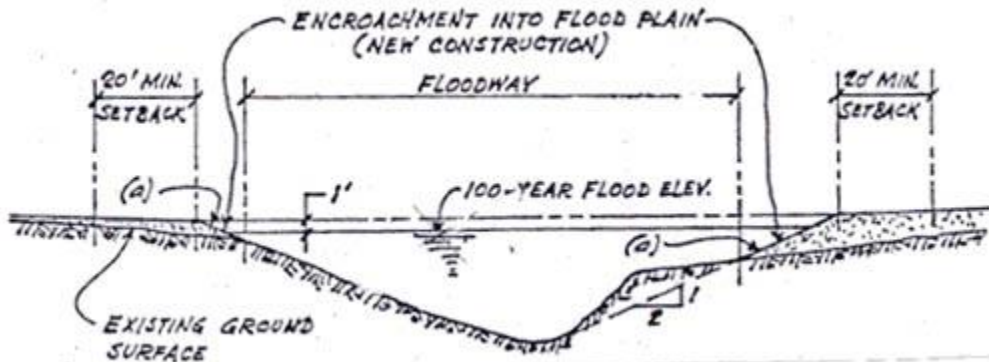 ENCROACHMENT INTO FLOOD PLAIN
(NEW CONSTRUCTION)
20' MIN.
SETBACK
FLOODWAY
20' MIN.
SETBACK
(a)
1'
100-YEAR FLOOD ELEV.
(a)
1
2
EXISTING GROUND
SURFACE